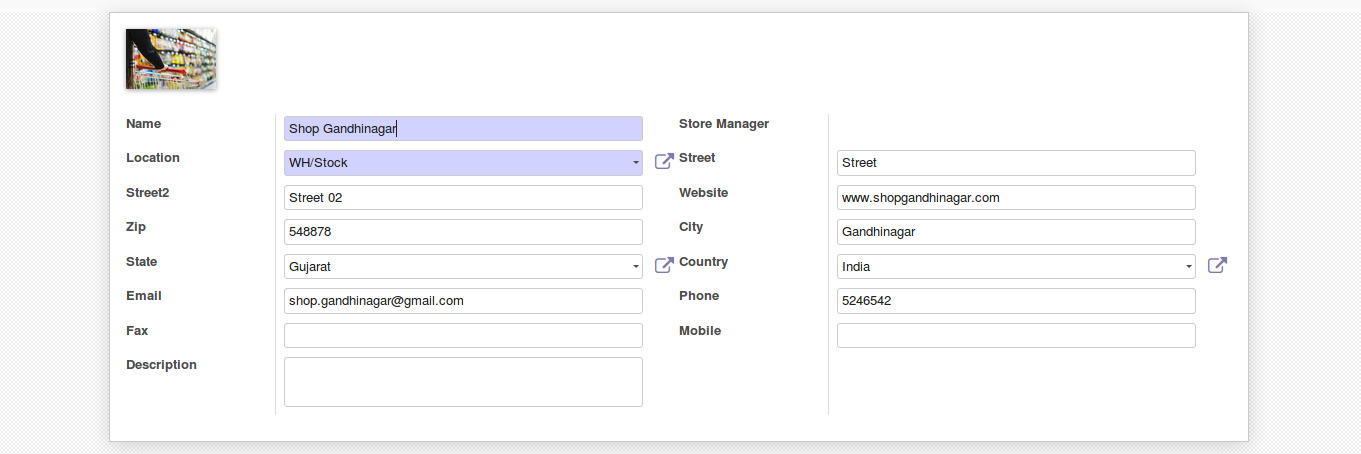 Name Shop Gandhinagar Store Manager
Location WH/Stock Street Street
Street2 Street 02 Website www.shopgandhinagar.com
Zip 548878 City Gandhinagar
State Gujarat Country India
Email shop.gandhinagar@gmail.com Phone 5246542
Fax Mobile
Description